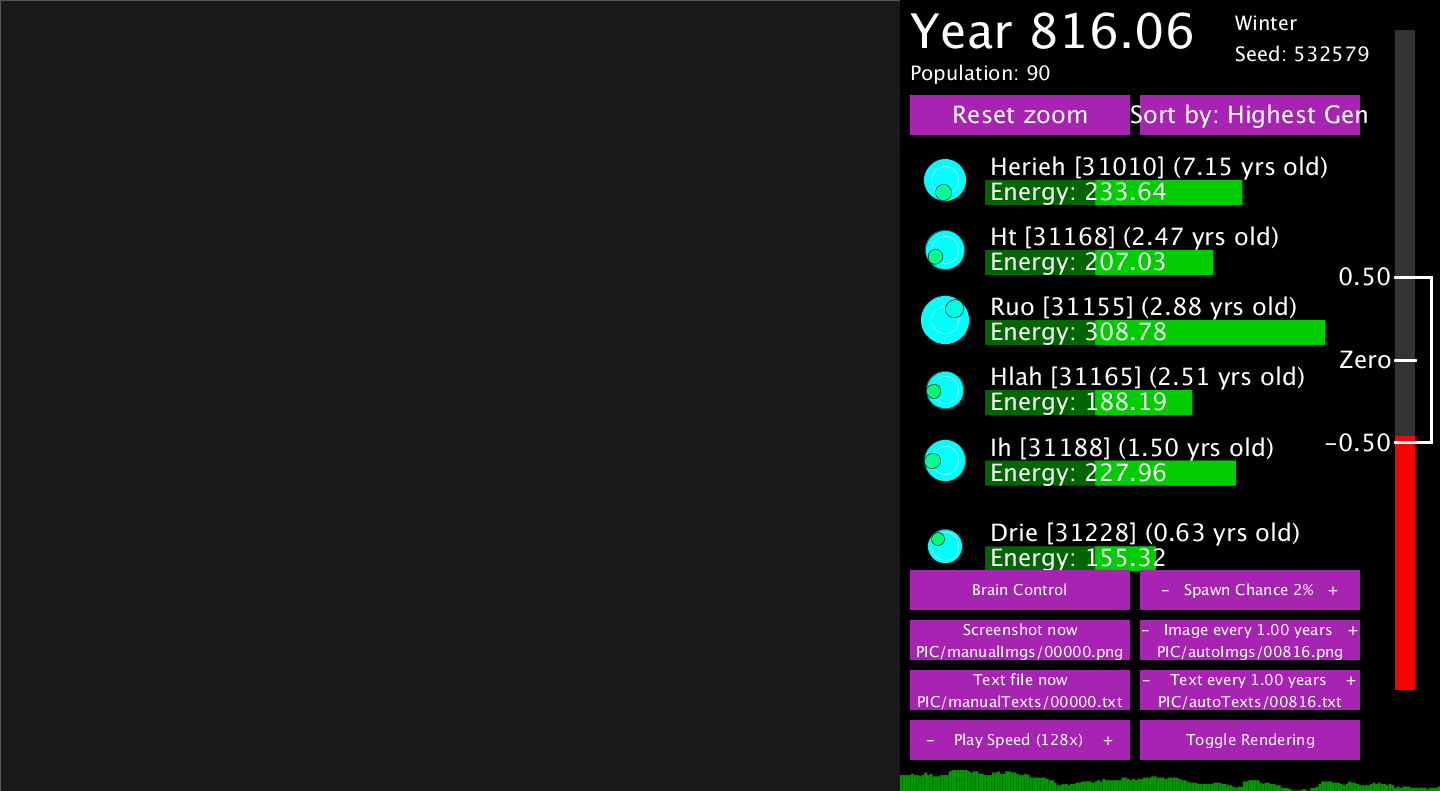 Year 816.06
Winter
Seed: 532579
Population: 90
Reset zoom
Sort by: Highest Gen
Herieh [31010] (7.15 yrs old)
Energy: 233.64
Ht [31168] (2.47 yrs old)
Energy: 207.03
Ruo [31155] (2.88 yrs old)
Energy: 308.78
Hlah [31165] (2.51 yrs old)
Energy: 188.19
Ih [31188] (1.50 yrs old)
Energy: 227.96
Drie [31228] (0.63 yrs old)
Energy: 155.32
0.50
Zero
-0.50
Brain Control
- Spawn Chance 2% +
Screenshot now
PIC/manualImgs/00000.png
- Image every 1.00 years +
PIC/autoImgs/00816.png
Text file now
PIC/manualTexts/00000.txt
- Text every 1.00 years +
PIC/autoTexts/00816.txt
- Play Speed (128x) +
Toggle Rendering